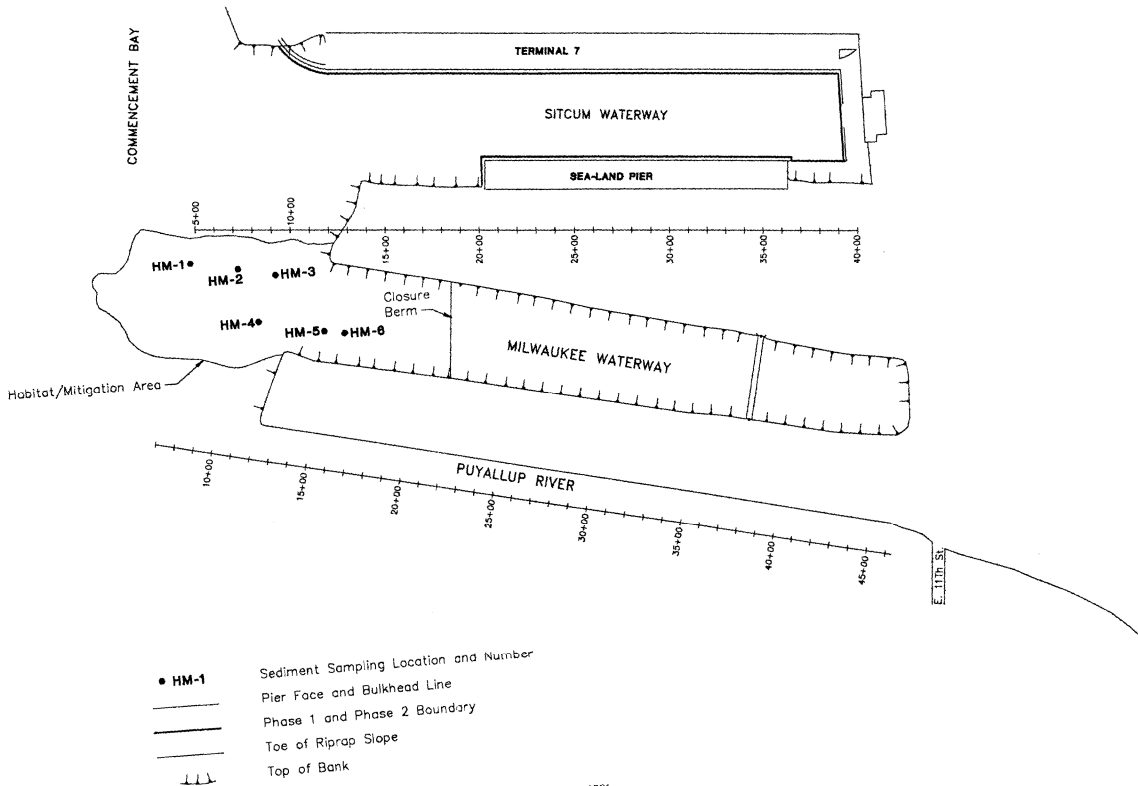 COMMENCEMENT BAY
TERMINAL 7
SITCUM WATERWAY
SEA-LAND PIER
5+00
10+00
15+00
20+00
25+00
30+00
35+00
40+00
HM-1
HM-2
HM-3
HM-4
HM-5
HM-6
Closure
Berm
MILWAUKEE WATERWAY
Habitat/Mitigation Area
PUYALLUP RIVER
10+00
15+00
20+00
25+00
30+00
35+00
40+00
45+00
E. 11Th St
HM-1
Sediment Sampling Location and Number
Pier Face and Bulkhead Line
Phase 1 and Phase 2 Boundary
Toe of Riprap Slope
Top of Bank